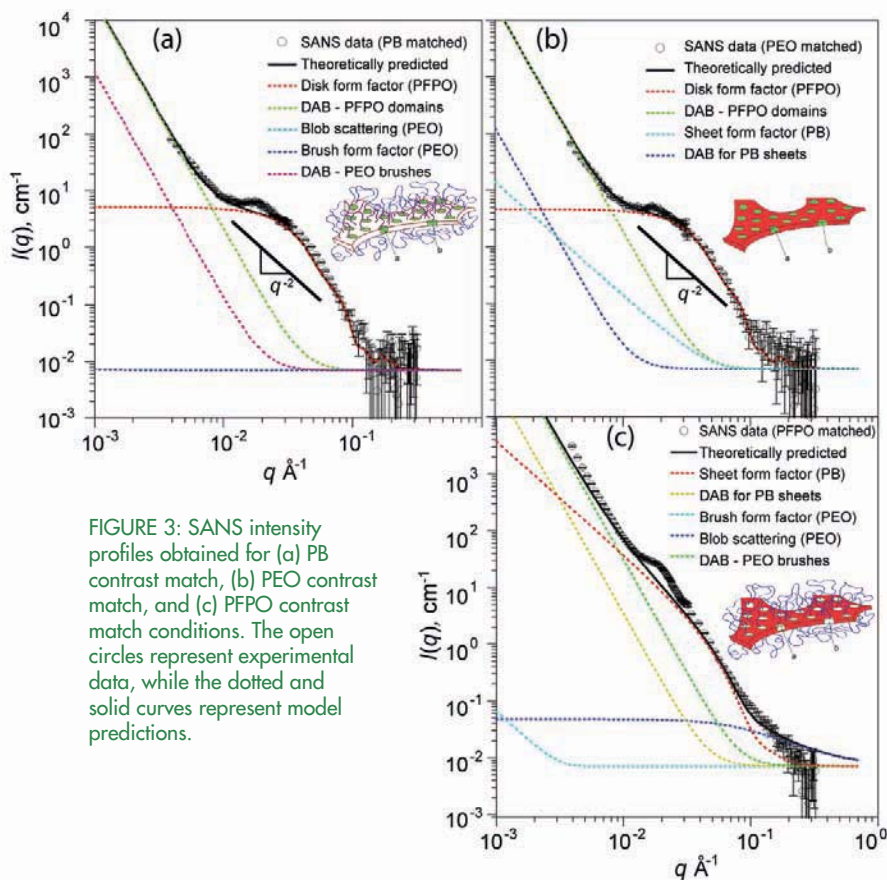 (a)
SANS data (PB matched)
Theoretically predicted
Disk form factor (PFPO)
DAB - PFPO domains
Blob scattering (PEO)
Brush form factor (PEO)
DAB - PEO brushes
10^4
10^3
10^2
10^1
10^0
10^-1
10^-2
10^-3
I(q), cm^-1
q^-2
a
b
10^-3
10^-2
10^-1
q Å^-1
(b)
SANS data (PEO matched)
Theoretically predicted
Disk form factor (PFPO)
DAB - PFPO domains
Sheet form factor (PB)
DAB for PB sheets
q^-2
a
b
(c)
SANS data (PFPO matched)
Theoretically predicted
Sheet form factor (PB)
DAB for PB sheets
Brush form factor (PEO)
Blob scattering (PEO)
DAB - PEO brushes
10^3
10^2
10^1
10^0
10^-1
10^-2
10^-3
I(q), cm^-1
a
b
10^-3
10^-2
10^-1
10^0
q Å^-1
FIGURE 3: SANS intensity
profiles obtained for (a) PB
contrast match, (b) PEO contrast
match, and (c) PFPO contrast
match conditions. The open
circles represent experimental
data, while the dotted and
solid curves represent model
predictions.